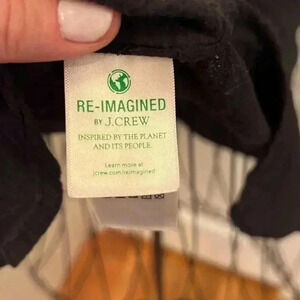 RE-IMAGINED
BY J.CREW
INSPIRED BY THE PLANET
AND ITS PEOPLE.
Learn more at
jcrew.com/reimagined